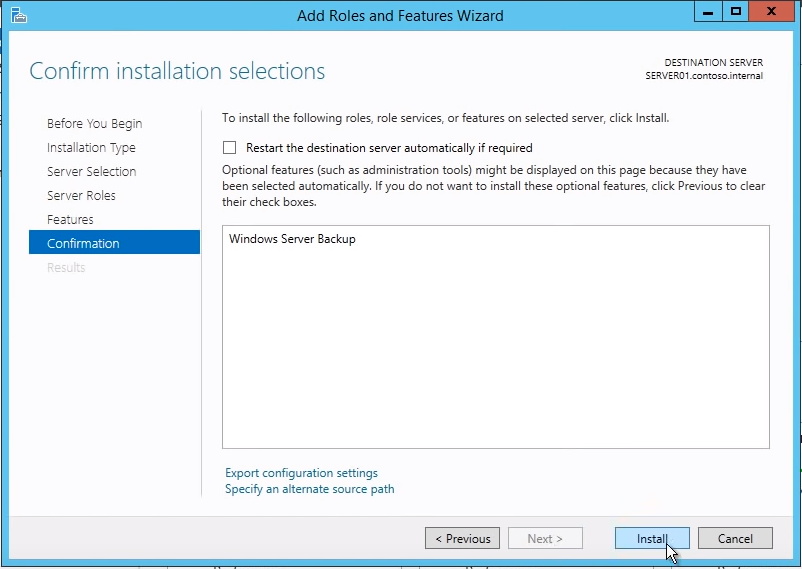 Add Roles and Features Wizard
Confirm installation selections
DESTINATION SERVER
SERVER01.contoso.internal
Before You Begin
Installation Type
Server Selection
Server Roles
Features
Confirmation
Results
To install the following roles, role services, or features on selected server, click Install.
Restart the destination server automatically if required
Optional features (such as administration tools) might be displayed on this page because they have
been selected automatically. If you do not want to install these optional features, click Previous to clear
their check boxes.
Windows Server Backup
Export configuration settings
Specify an alternate source path
< Previous
Next >
Install
Cancel